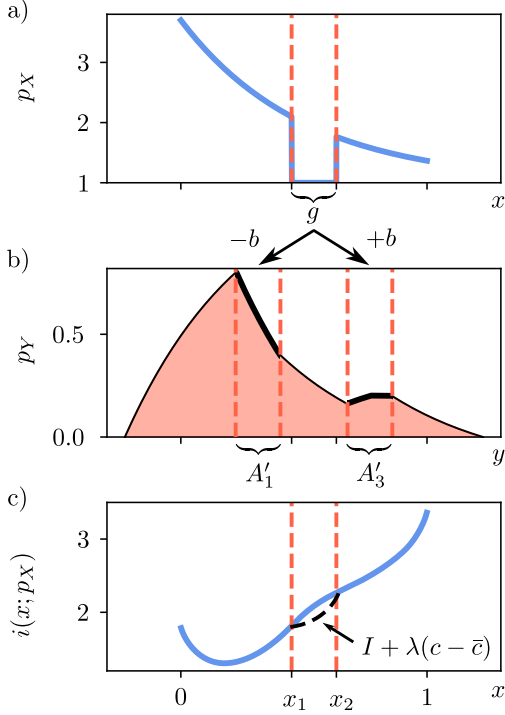 a)
p_X
3
2
1
x
g
−b
+b
b)
p_Y
0.5
0.0
y
A′_1
A′_3
c)
i(x; p_X)
3
2
I + λ(c − c̄)
0
x_1
x_2
1
x